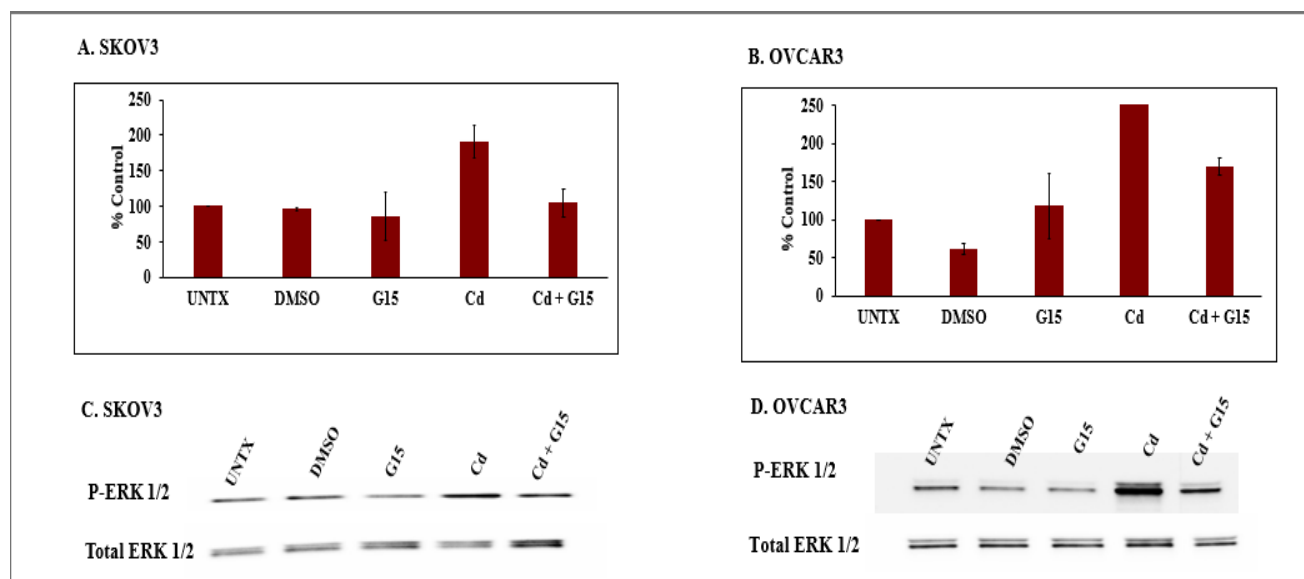 A. SKOV3
% Control
250
200
150
100
50
0
UNTX DMSO G15 Cd Cd + G15
B. OVCAR3
% Control
250
200
150
100
50
0
UNTX DMSO G15 Cd Cd + G15
C. SKOV3
UNTX DMSO G15 Cd Cd + G15
P-ERK 1/2
Total ERK 1/2
D. OVCAR3
UNTX DMSO G15 Cd Cd + G15
P-ERK 1/2
Total ERK 1/2